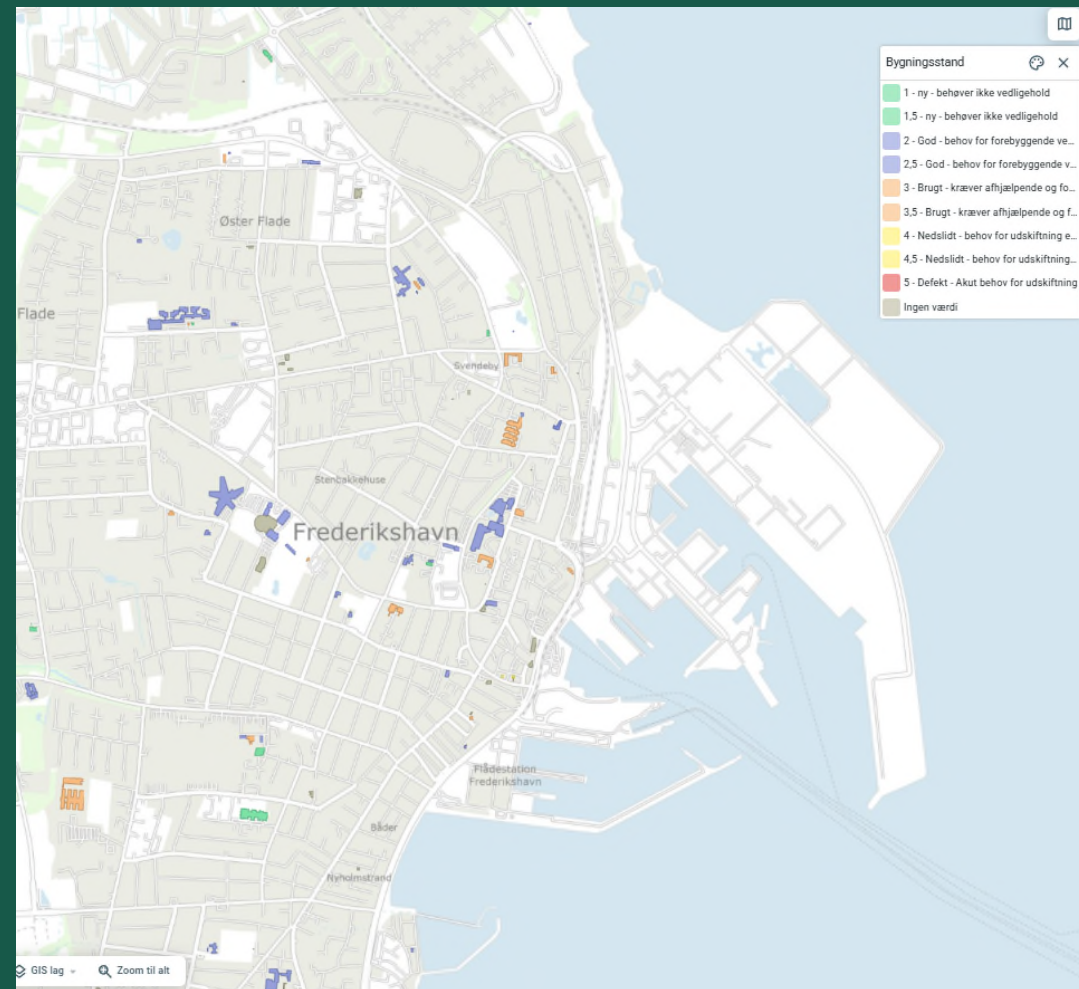 Bygningsstand
1 - ny - behøver ikke vedligehold
1,5 - ny - behøver ikke vedligehold
2 - God - behov for forebyggende ve...
2,5 - God - behov for forebyggende v...
3 - Brugt - kræver afhjælpende og fo...
3,5 - Brugt - kræver afhjælpende og f...
4 - Nedslidt - behov for udskiftning e...
4,5 - Nedslidt - behov for udskiftning...
5 - Defekt - Akut behov for udskiftning
Ingen værdi
Øster Flade
Flade
Svendeby
Stenbakkehuse
Frederikshavn
Flådestation
Frederikshavn
Båder
Nyholmstrand
GIS lag
Zoom til alt